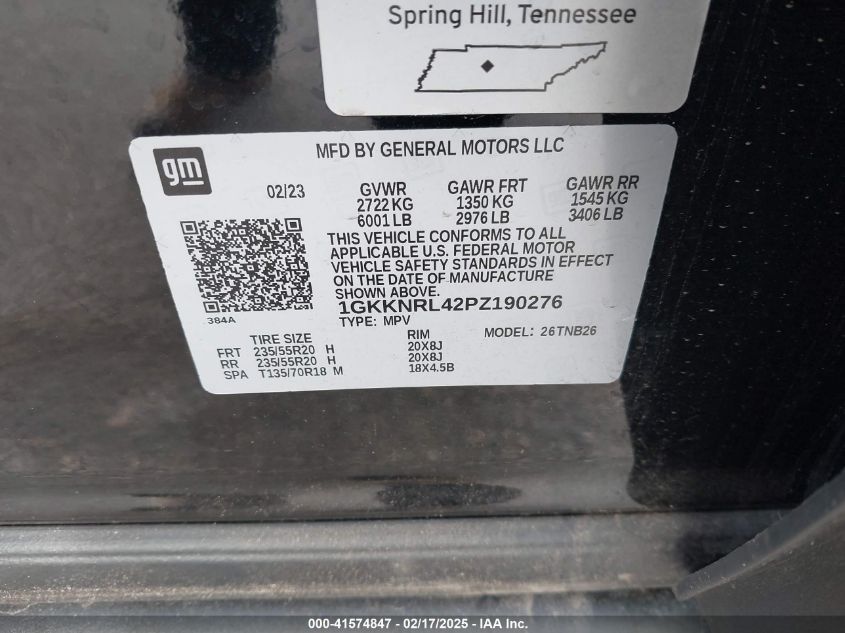 Spring Hill, Tennessee
gm
MFD BY GENERAL MOTORS LLC
02/23 GVWR GAWR FRT GAWR RR
2722 KG 1350 KG 1545 KG
6001 LB 2976 LB 3406 LB
THIS VEHICLE CONFORMS TO ALL
APPLICABLE U.S. FEDERAL MOTOR
VEHICLE SAFETY STANDARDS IN EFFECT
ON THE DATE OF MANUFACTURE
SHOWN ABOVE.
1GKKNRL42PZ190276
384A
TYPE: MPV
TIRE SIZE RIM MODEL: 26TNB26
FRT 235/55R20 H 20X8J
RR 235/55R20 H 20X8J
SPA T135/70R18 M 18X4.5B
000-41574847 - 02/17/2025 - IAA Inc.